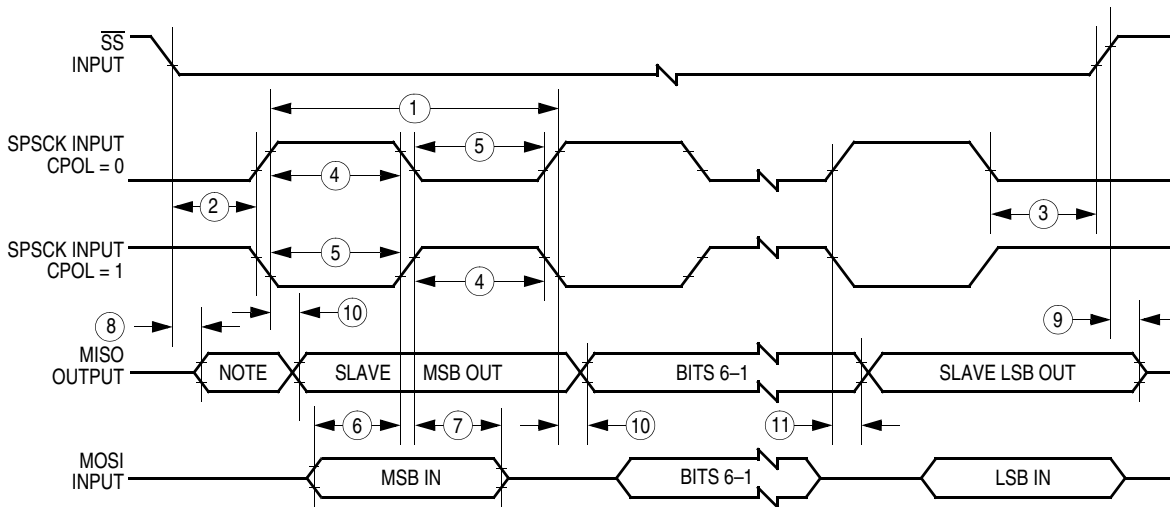 SS
INPUT
1
SPSCK INPUT
CPOL = 0
5
4
2
3
SPSCK INPUT
CPOL = 1
5
4
8
10
9
MISO
OUTPUT
NOTE
SLAVE MSB OUT
BITS 6–1
SLAVE LSB OUT
6
7
10
11
MOSI
INPUT
MSB IN
BITS 6–1
LSB IN